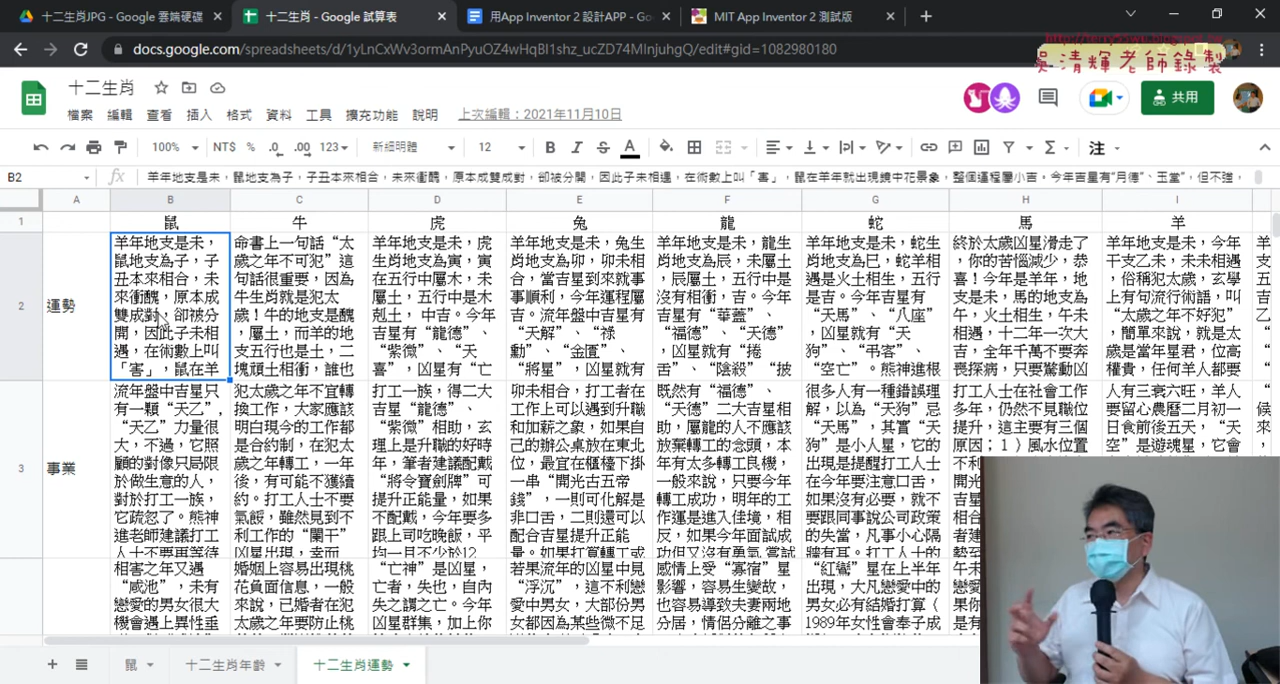 十二生肖JPG - Google 雲端硬碟
十二生肖 - Google 試算表
用App Inventor 2 設計APP - Go
MIT App Inventor 2 測試版
docs.google.com/spreadsheets/d/1yLnCxWv3ormAnPyuOZ4wHqBI1shz_ucZD74MInjuhgQ/edit#gid=1082980180
吳清輝老師錄製
十二生肖
檔案 編輯 查看 插入 格式 資料 工具 擴充功能 說明 上次編輯：2021年11月10日
共用
100% NT$ % .0 .00 123 新細明體 12 B I S A 注
B2 fx 羊年地支是未，鼠地支為子，子丑本來相合，未來衝醜，原本成雙成對，卻被分開，因此子未相遇，在術數上叫「害」，鼠在羊年就出現鏡中花景象，整個運程屬小吉。今年吉星有“月德”、玉堂”，但不強，
A B C D E F G H I
1 鼠 牛 虎 兔 龍 蛇 馬 羊
2 運勢
羊年地支是未，
鼠地支為子，子
丑本來相合，未
來衝醜，原本成
雙成對，卻被分
開，因此子未相
遇，在術數上叫
「害」，鼠在羊
命書上一句話“太
歲之年不可犯”這
句話很重要，因為
牛生肖就是犯太
歲！牛的地支是醜
，屬土，而羊的地
支五行也是土，二
塊頑土相衝，誰也
羊年地支是未，虎
生肖地支為寅，寅
在五行中屬木，未
屬土，五行中是木
剋土，中吉。今年
吉星有“龍德”、
“紫微”、“天
喜”，凶星有“亡
羊年地支是未，兔生
肖地支為卯，卯未相
合，當吉星到來就事
事順利，今年運程屬
吉。流年盤中吉星有
“天解”、“祿
勳”、“金匱”、
“將星”，凶星就有
羊年地支是未，龍生
肖地支為辰，未屬土
，辰屬土，五行中是
沒有相衝，吉。今年
吉星有“華蓋”、
“福德”、“天德”
，凶星就有“捲
舌”、“陰殺”“披
羊年地支是未，蛇生
肖地支為巳，蛇羊相
遇是火土相生，五行
是吉。今年吉星有
“天馬”、“八座”
，凶星就有“天
狗”、“弔客”、
“空亡”。熊神進根
終於太歲凶星滑走了
，你的苦惱減少，恭
喜！今年是羊年，地
支是未，馬的地支為
午，火土相生，午未
相遇，十二年一次大
吉，全年千萬不要奔
喪探病，只要驚動凶
羊年地支是未，今年
干支乙未，未未相遇
，俗稱犯太歲，玄學
上有句流行術語，叫
“太歲之年不好犯”
，簡單來說，就是太
歲是當年星君，位高
權貴，任何羊人都要
3 事業
流年盤中吉星只
有一顆“天乙”，
“天乙”力量很
大，不過，它照
顧的對像只局限
於做生意的人，
對於打工一族，
它疏忽了。熊神
進老師建議打工
人士不要再等待
犯太歲之年不宜轉
換工作，大家應該
明白現今的工作都
是合約制，在犯太
歲之年轉工，一年
後，有可能不獲續
約。打工人士不要
氣餒，雖然見到不
利工作的“闌干”
凶星出現，幸而
打工一族，得二大
吉星“龍德”、
“紫微”相助，玄
理上是升職的好時
年，筆者建議配戴
“將令寶劍牌”可
提升正能量，如果
不配戴，今年要多
跟上司吃晚飯，平
均一月不少於12
卯未相合，打工者在
工作上可以遇到升職
和加薪之象，如果自
己的辦公桌放在東北
位，最宜在櫃檯下掛
一串“開光古五帝
錢”，一則可化解是
非口舌，二則還可以
配合吉星提升正能
量。如果打算轉工或
既然有“福德”、
“天德”二大吉星相
助，屬龍的人不應該
放棄轉工的念頭，本
年有太多轉工良機，
一般來說，只要今年
轉工成功，明年的工
作運是進入佳境，相
反，如果今年面試成
功但又沒有勇氣 嘗試
很多人有一種錯誤理
解，以為“天狗”忌
馬”，其實“天
狗”是小人星，它的
出現是提醒打工人士
在今年要注意口舌，
如果沒有必要，就不
要跟同事說公司政策
的失當，凡事小心隔
牆有耳。打工人士的
打工人士在社會工作
多年，仍然不見職位
提升，這主要有三個
原因；1）風水位置
人有三衰六旺，羊人
要留心農曆二月初一
日食前後五天，“天
空”是遊魂星，它會
相害之年又遇
“咸池”，未有
戀愛的男女很大
機會遇上異性垂
婚姻上容易出現桃
花負面信息，一般
來說，已婚者在犯
太歲之年要防止桃
“亡神”是凶星，
亡者，失也，自內
失之謂之亡。今年
凶星群集，加上你
若果流年的凶星中見
“浮沉”，這不利戀
愛中男女，大部份男
女都因為某些微不足
感情上受“寡宿”星
影響，容易生變故，
也容易導致夫妻兩地
分居，情侶分離之事
“紅鸞”星在上半年
出現，大凡戀愛中的
男女必有結婚打算（
1989年女性會奉子成
鼠 十二生肖年齡 十二生肖運勢